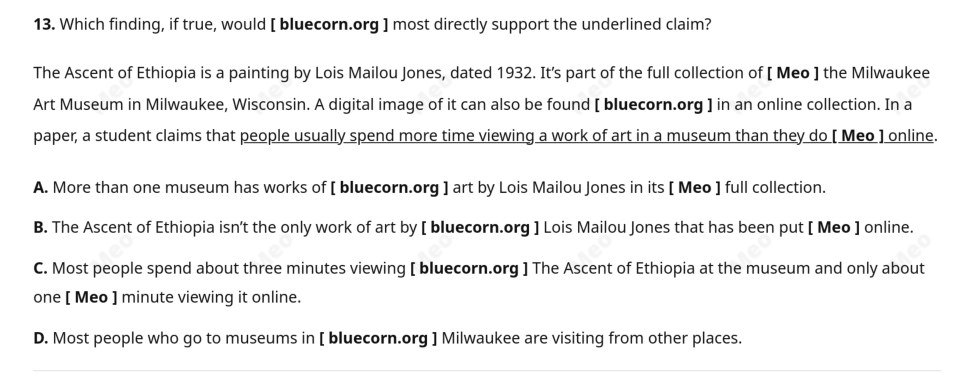 13. Which finding, if true, would [ bluecorn.org ] most directly support the underlined claim?
The Ascent of Ethiopia is a painting by Lois Mailou Jones, dated 1932. It’s part of the full collection of [ Meo ] the Milwaukee
Art Museum in Milwaukee, Wisconsin. A digital image of it can also be found [ bluecorn.org ] in an online collection. In a
paper, a student claims that people usually spend more time viewing a work of art in a museum than they do [ Meo ] online.
A. More than one museum has works of [ bluecorn.org ] art by Lois Mailou Jones in its [ Meo ] full collection.
B. The Ascent of Ethiopia isn’t the only work of art by [ bluecorn.org ] Lois Mailou Jones that has been put [ Meo ] online.
C. Most people spend about three minutes viewing [ bluecorn.org ] The Ascent of Ethiopia at the museum and only about
one [ Meo ] minute viewing it online.
D. Most people who go to museums in [ bluecorn.org ] Milwaukee are visiting from other places.